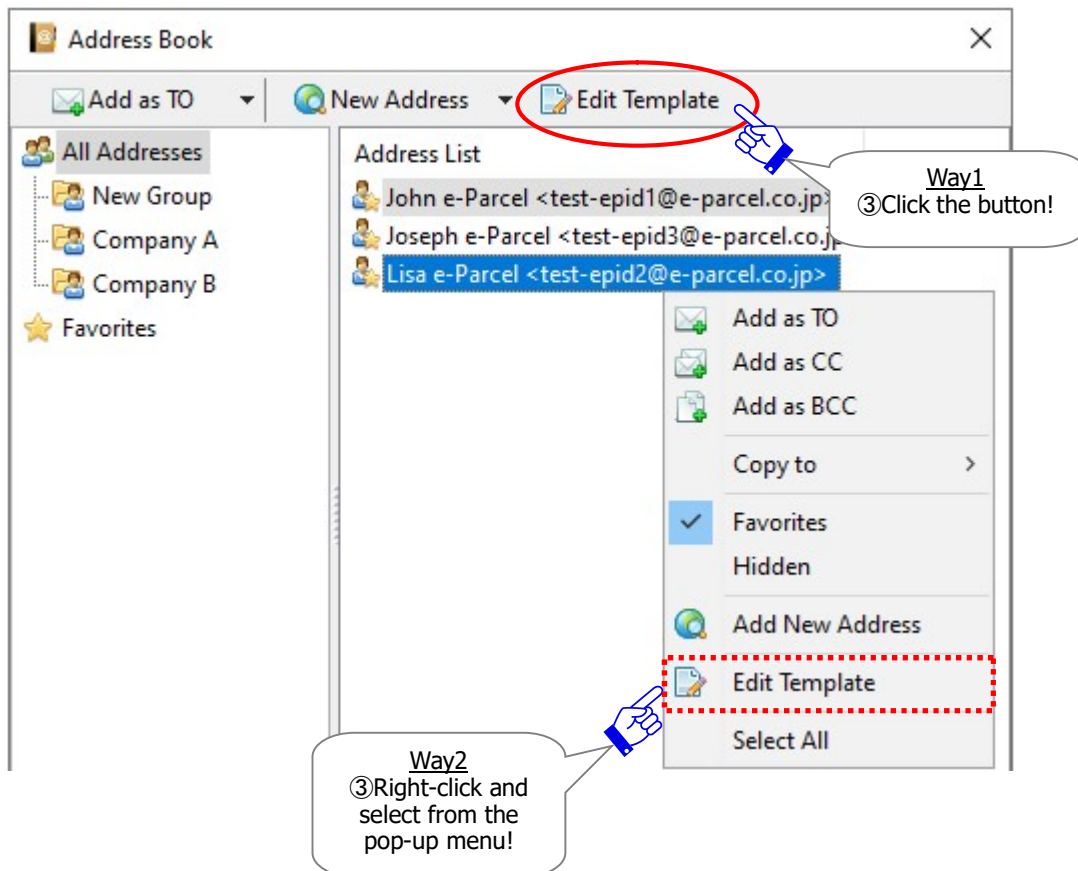 Address Book
Add as TO
New Address
Edit Template
All Addresses
New Group
Company A
Company B
Favorites
Address List
John e-Parcel <test-epid1@e-parcel.co.jp>
Joseph e-Parcel <test-epid3@e-parcel.co.jp
Lisa e-Parcel <test-epid2@e-parcel.co.jp>
Way1
③Click the button!
Add as TO
Add as CC
Add as BCC
Copy to
Favorites
Hidden
Add New Address
Edit Template
Select All
Way2
③Right-click and
select from the
pop-up menu!